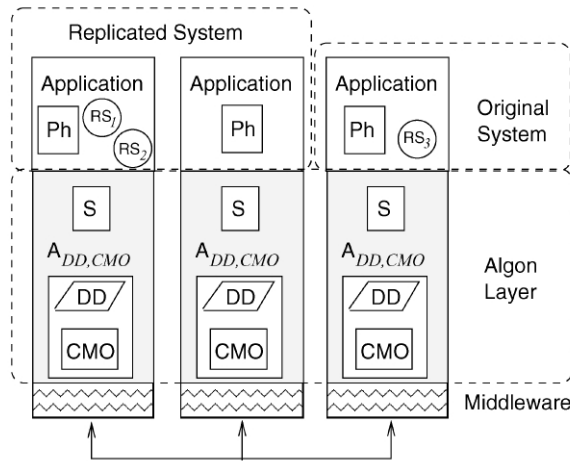 Replicated System
Application
Application
Application
Original
System
Ph
RS1
RS2
Ph
Ph
RS3
S
S
S
ADD,CMO
ADD,CMO
ADD,CMO
Algon
Layer
DD
DD
DD
CMO
CMO
CMO
Middleware